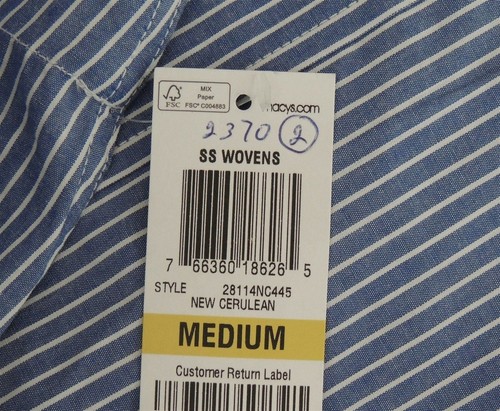 MIX
Paper
FSC FSC® C004883
macys.com
2370 2
SS WOVENS
7 66360 18626 5
STYLE 28114NC445
NEW CERULEAN
MEDIUM
Customer Return Label